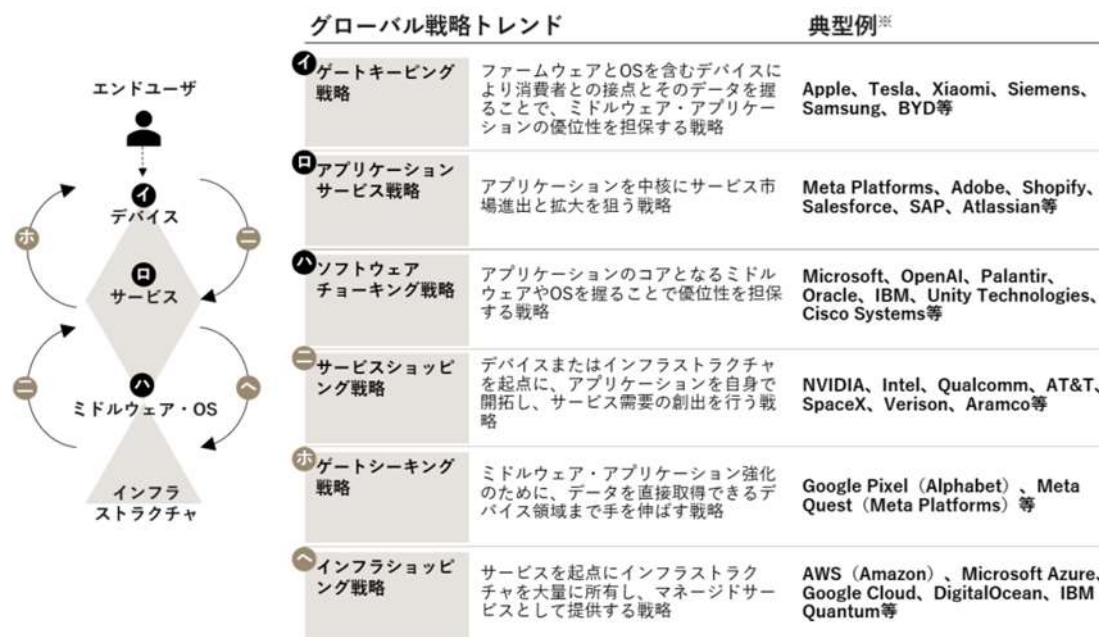 グローバル戦略トレンド
典型例※
エンドユーザ
イ
デバイス
ホ
ニ
ロ
サービス
ニ
ヘ
ハ
ミドルウェア・OS
インフラ
ストラクチャ
イ
ゲートキーピング
戦略
ファームウェアとOSを含むデバイスに
より消費者との接点とそのデータを握
ることで、ミドルウェア・アプリケー
ションの優位性を担保する戦略
Apple、Tesla、Xiaomi、Siemens、
Samsung、BYD等
ロ
アプリケーション
サービス戦略
アプリケーションを中核にサービス市
場進出と拡大を狙う戦略
Meta Platforms、Adobe、Shopify、
Salesforce、SAP、Atlassian等
ハ
ソフトウェア
チョーキング戦略
アプリケーションのコアとなるミドル
ウェアやOSを握ることで優位性を担保
する戦略
Microsoft、OpenAI、Palantir、
Oracle、IBM、Unity Technologies、
Cisco Systems等
ニ
サービスショッピ
ング戦略
デバイスまたはインフラストラクチャ
を起点に、アプリケーションを自身で
開拓し、サービス需要の創出を行う戦
略
NVIDIA、Intel、Qualcomm、AT&T、
SpaceX、Verison、Aramco等
ホ
ゲートシーキング
戦略
ミドルウェア・アプリケーション強化
のために、データを直接取得できるデ
バイス領域まで手を伸ばす戦略
Google Pixel（Alphabet）、Meta
Quest（Meta Platforms）等
ヘ
インフラショッピ
ング戦略
サービスを起点にインフラストラク
チャを大量に所有し、マネージドサー
ビスとして提供する戦略
AWS（Amazon）、Microsoft Azure、
Google Cloud、DigitalOcean、IBM
Quantum等